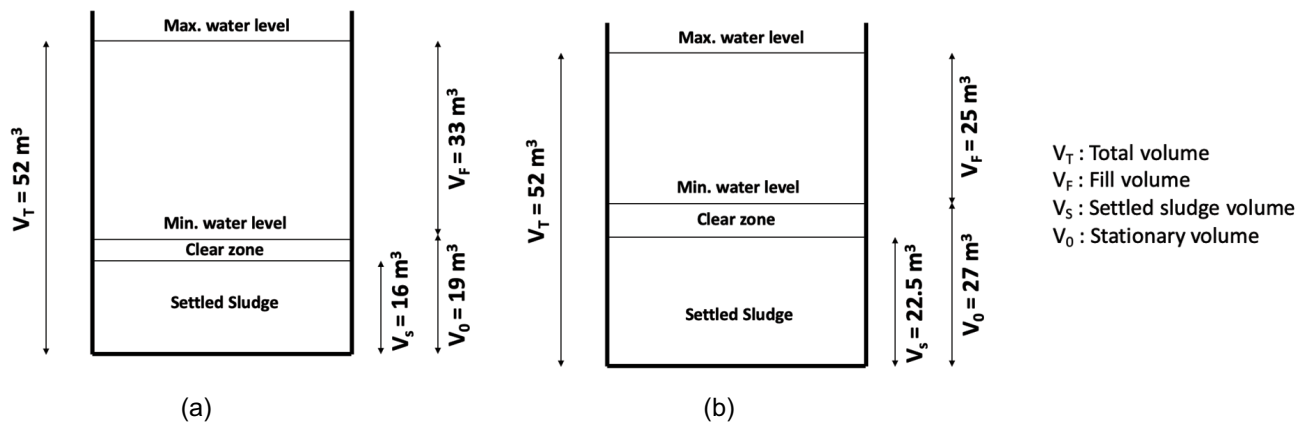 Max. water level
V_T = 52 m³
V_F = 33 m³
Min. water level
Clear zone
Settled Sludge
V_s = 16 m³
V_0 = 19 m³
(a)
Max. water level
V_T = 52 m³
V_F = 25 m³
Min. water level
Clear zone
Settled Sludge
V_s = 22.5 m³
V_0 = 27 m³
(b)
V_T : Total volume
V_F : Fill volume
V_S : Settled sludge volume
V_0 : Stationary volume